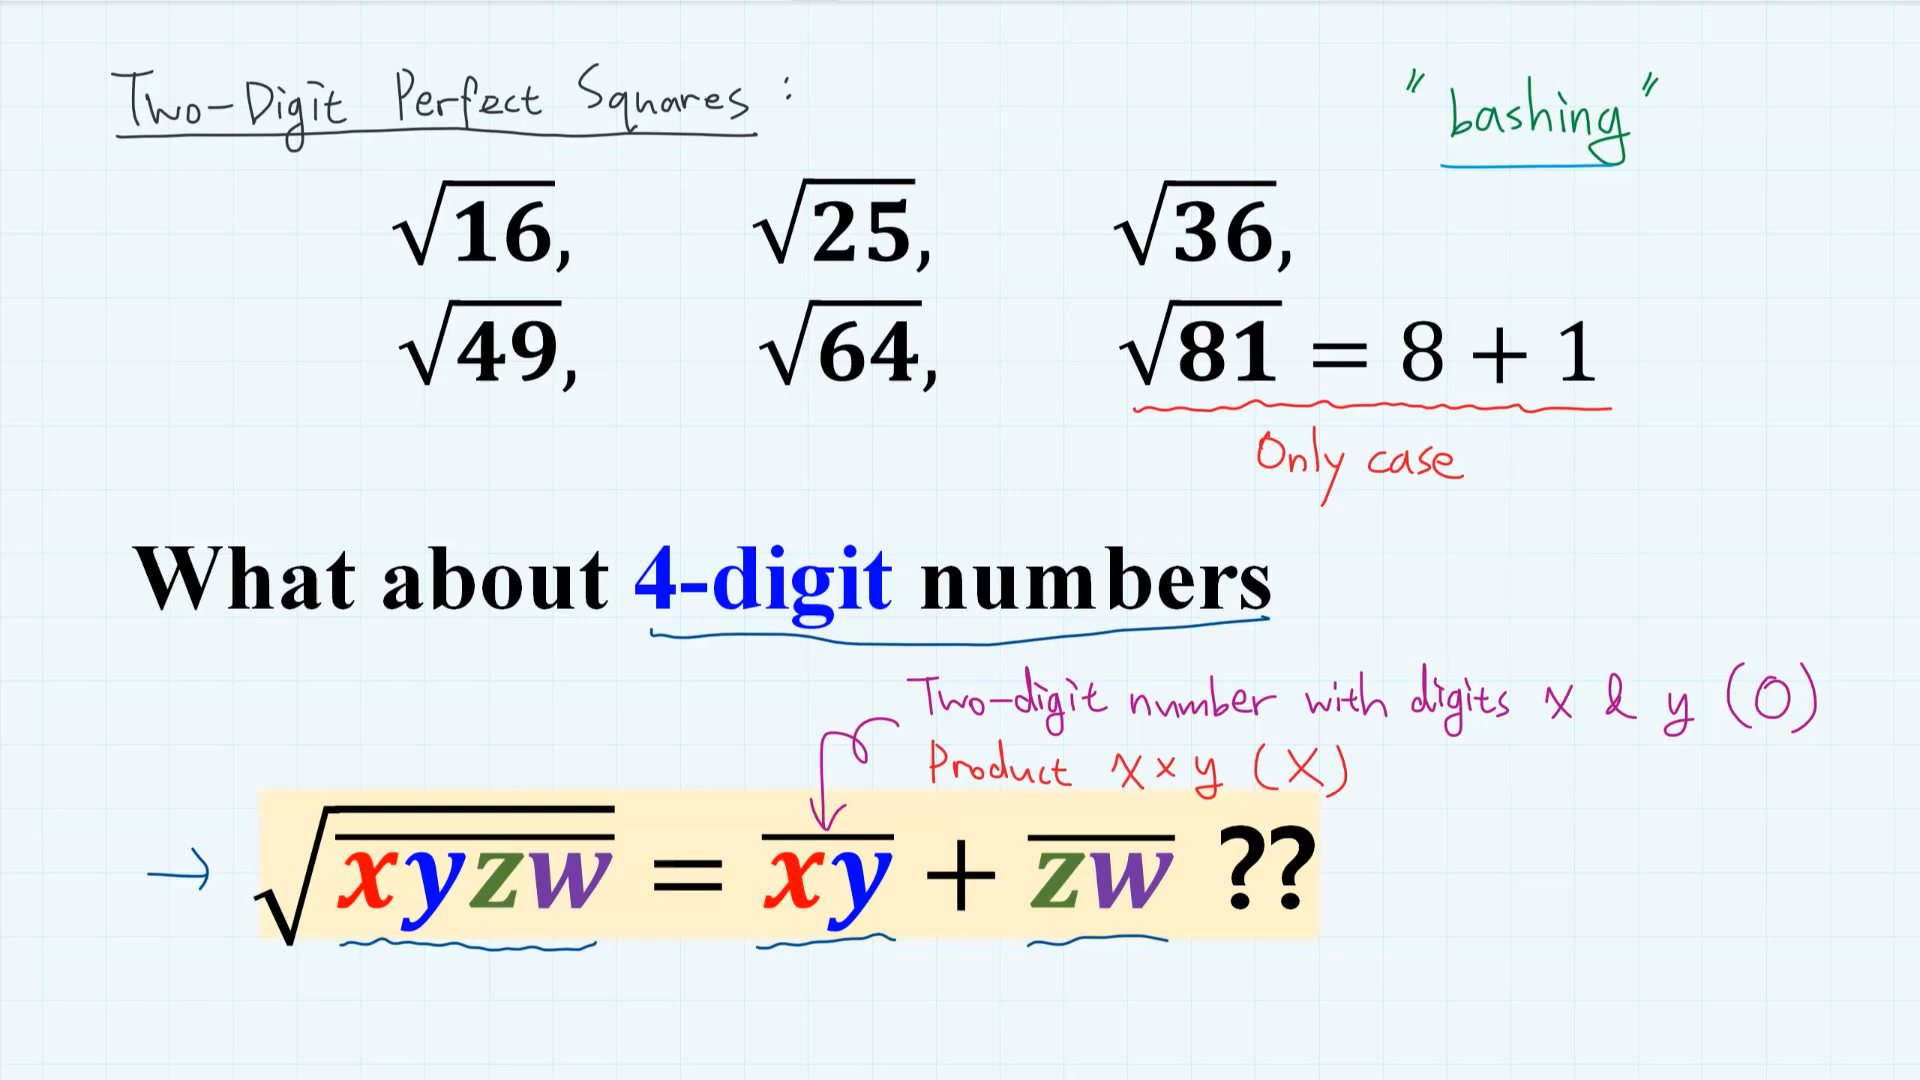 Two-Digit Perfect Squares :
"bashing"
√16, √25, √36,
√49, √64, √81 = 8 + 1
Only case
What about 4-digit numbers
Two-digit number with digits x & y (O)
Product x × y (X)
→ √xyzw = xy + zw ??